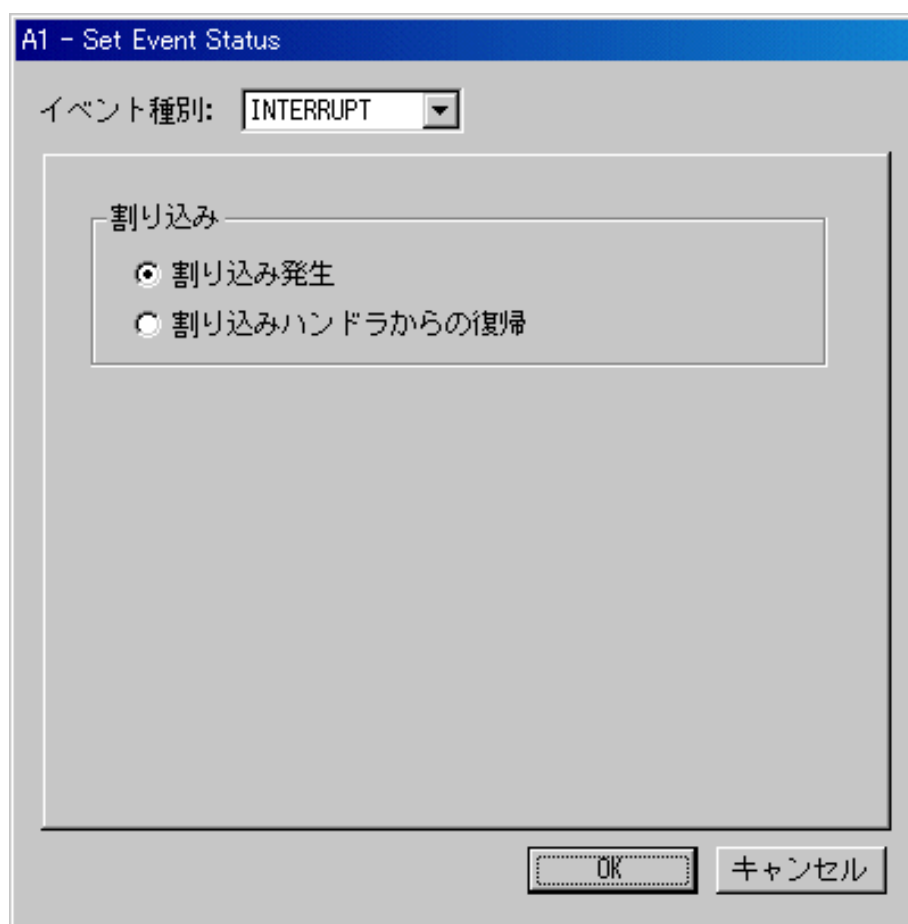 A1 - Set Event Status
イベント種別: INTERRUPT
割り込み
割り込み発生
割り込みハンドラからの復帰
OK キャンセル